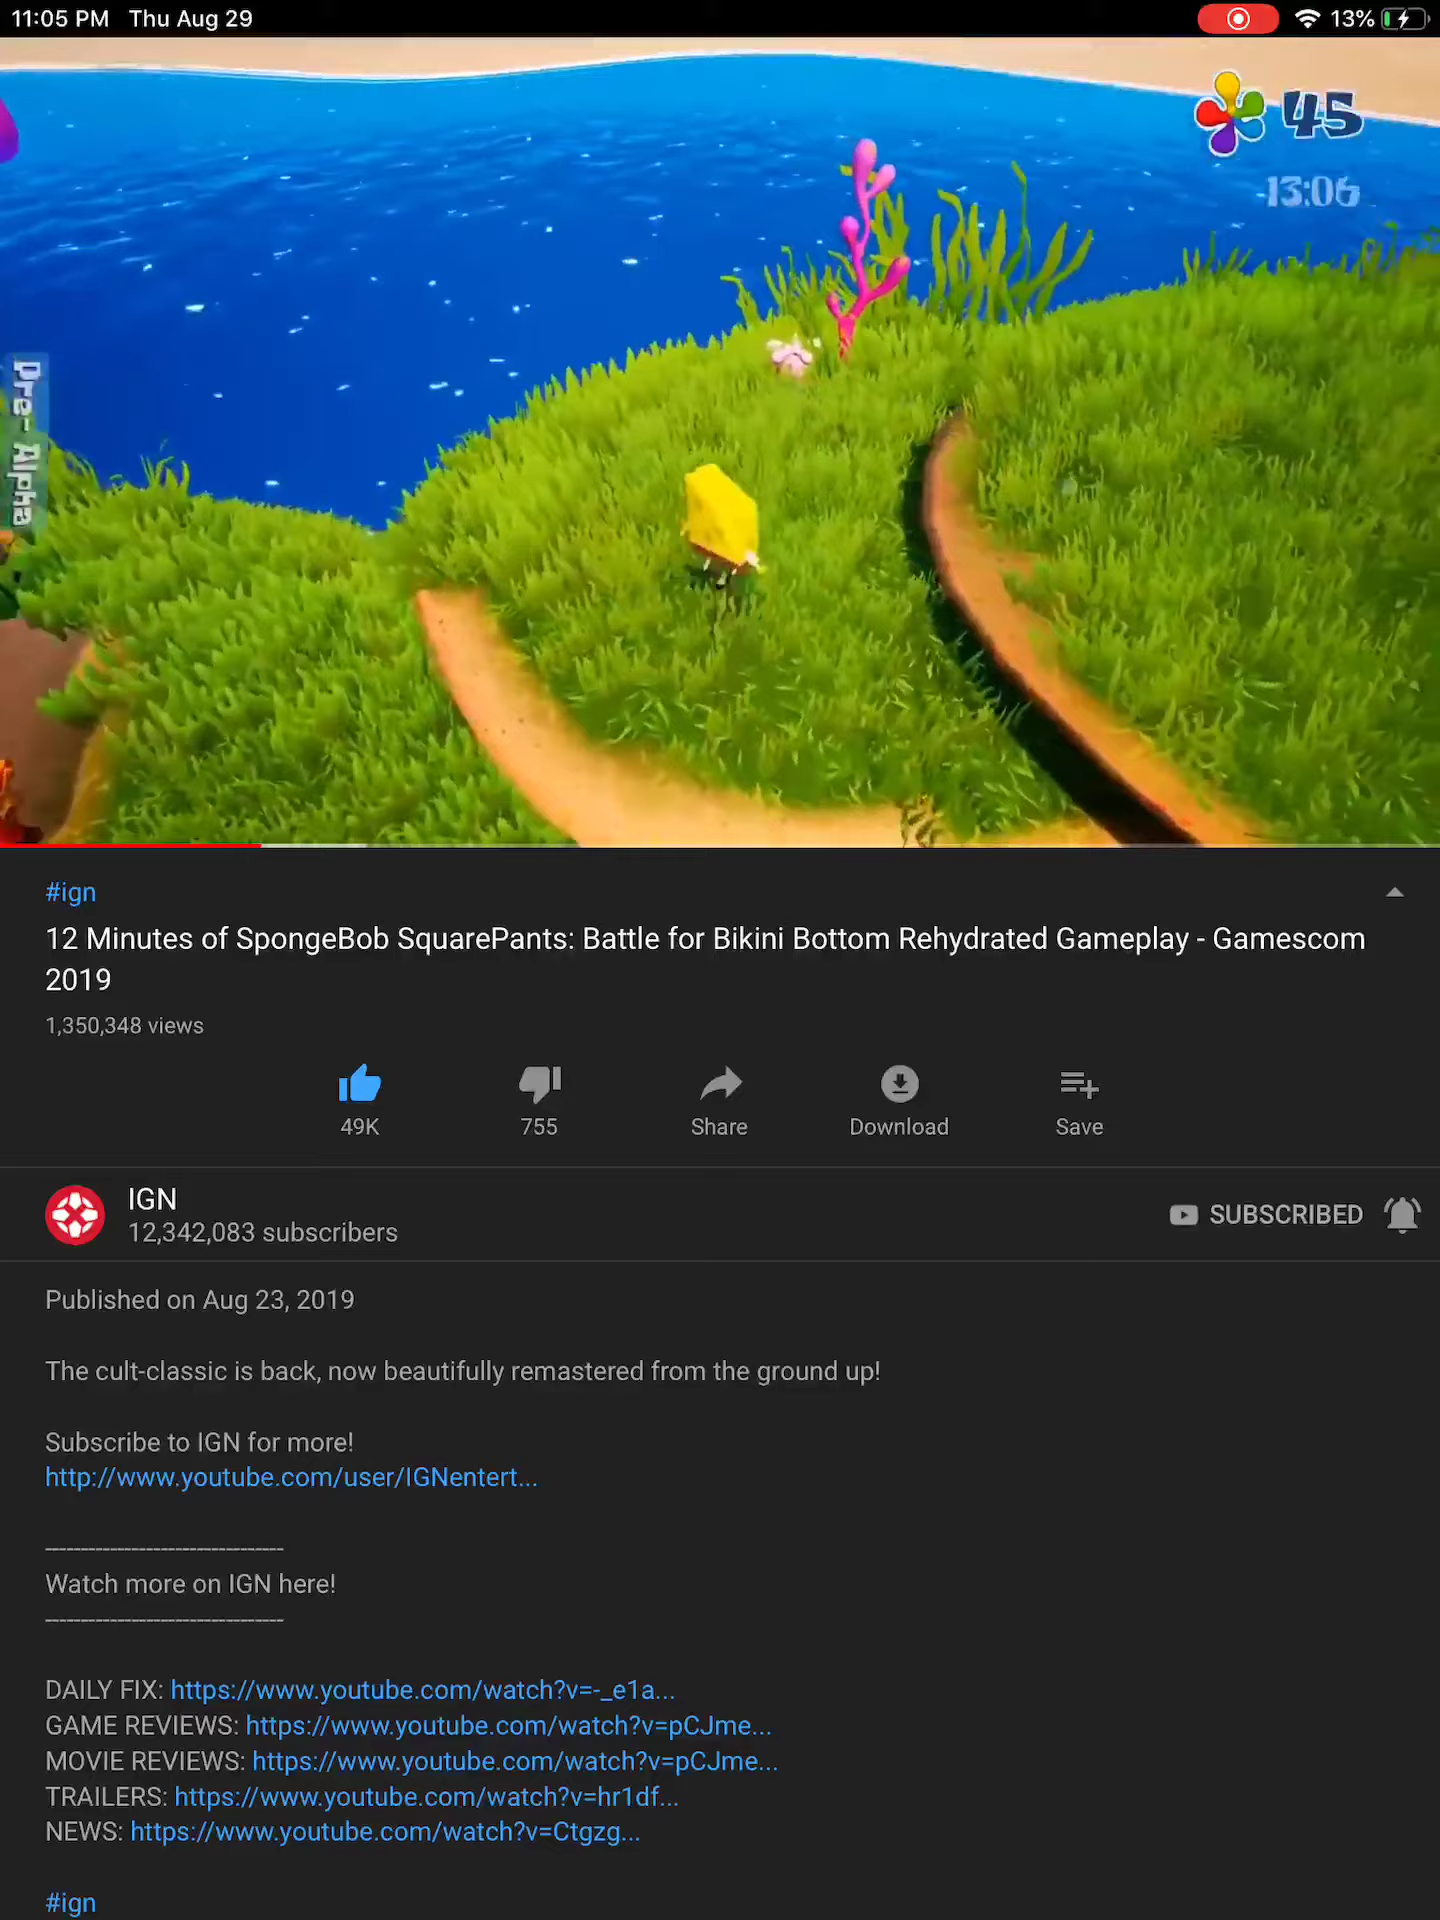 11:05 PM Thu Aug 29
13%
45
13:06
Pre-Alpha
#ign
12 Minutes of SpongeBob SquarePants: Battle for Bikini Bottom Rehydrated Gameplay - Gamescom
2019
1,350,348 views
49K 755 Share Download Save
IGN
12,342,083 subscribers
SUBSCRIBED
Published on Aug 23, 2019
The cult-classic is back, now beautifully remastered from the ground up!
Subscribe to IGN for more!
http://www.youtube.com/user/IGNentert...
---------------------------------
Watch more on IGN here!
---------------------------------
DAILY FIX: https://www.youtube.com/watch?v=-_e1a...
GAME REVIEWS: https://www.youtube.com/watch?v=pCJme...
MOVIE REVIEWS: https://www.youtube.com/watch?v=pCJme...
TRAILERS: https://www.youtube.com/watch?v=hr1df...
NEWS: https://www.youtube.com/watch?v=Ctgzg...
#ign